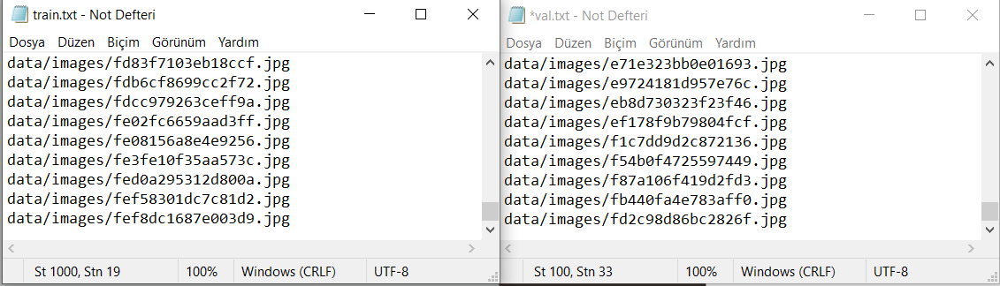 train.txt - Not Defteri
Dosya Düzen Biçim Görünüm Yardım
data/images/fd83f7103eb18ccf.jpg
data/images/fdb6cf8699cc2f72.jpg
data/images/fdcc979263ceff9a.jpg
data/images/fe02fc6659aad3ff.jpg
data/images/fe08156a8e4e9256.jpg
data/images/fe3fe10f35aa573c.jpg
data/images/fed0a295312d800a.jpg
data/images/fef58301dc7c81d2.jpg
data/images/fef8dc1687e003d9.jpg
St 1000, Stn 19 100% Windows (CRLF) UTF-8
*val.txt - Not Defteri
Dosya Düzen Biçim Görünüm Yardım
data/images/e71e323bb0e01693.jpg
data/images/e9724181d957e76c.jpg
data/images/eb8d730323f23f46.jpg
data/images/ef178f9b79804fcf.jpg
data/images/f1c7dd9d2c872136.jpg
data/images/f54b0f4725597449.jpg
data/images/f87a106f419d2fd3.jpg
data/images/fb440fa4e783aff0.jpg
data/images/fd2c98d86bc2826f.jpg
St 100, Stn 33 100% Windows (CRLF) UTF-8